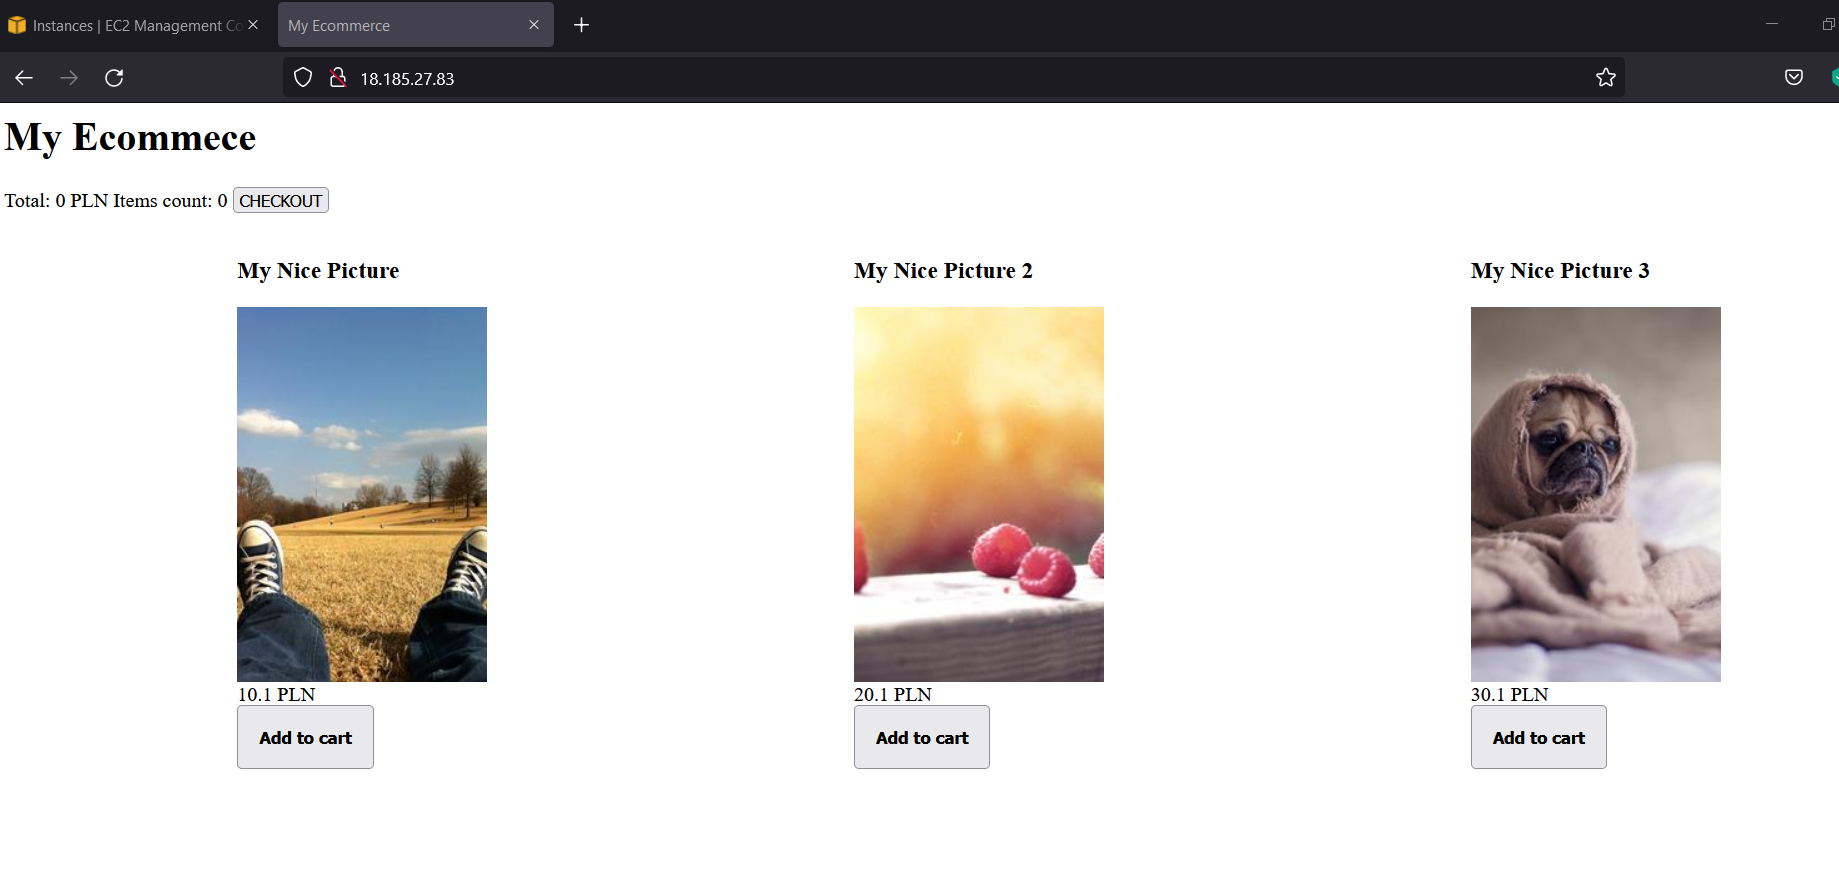 Instances | EC2 Management Co
My Ecommerce
18.185.27.83
My Ecommece
Total: 0 PLN Items count: 0 CHECKOUT
My Nice Picture
My Nice Picture 2
My Nice Picture 3
10.1 PLN
20.1 PLN
30.1 PLN
Add to cart
Add to cart
Add to cart